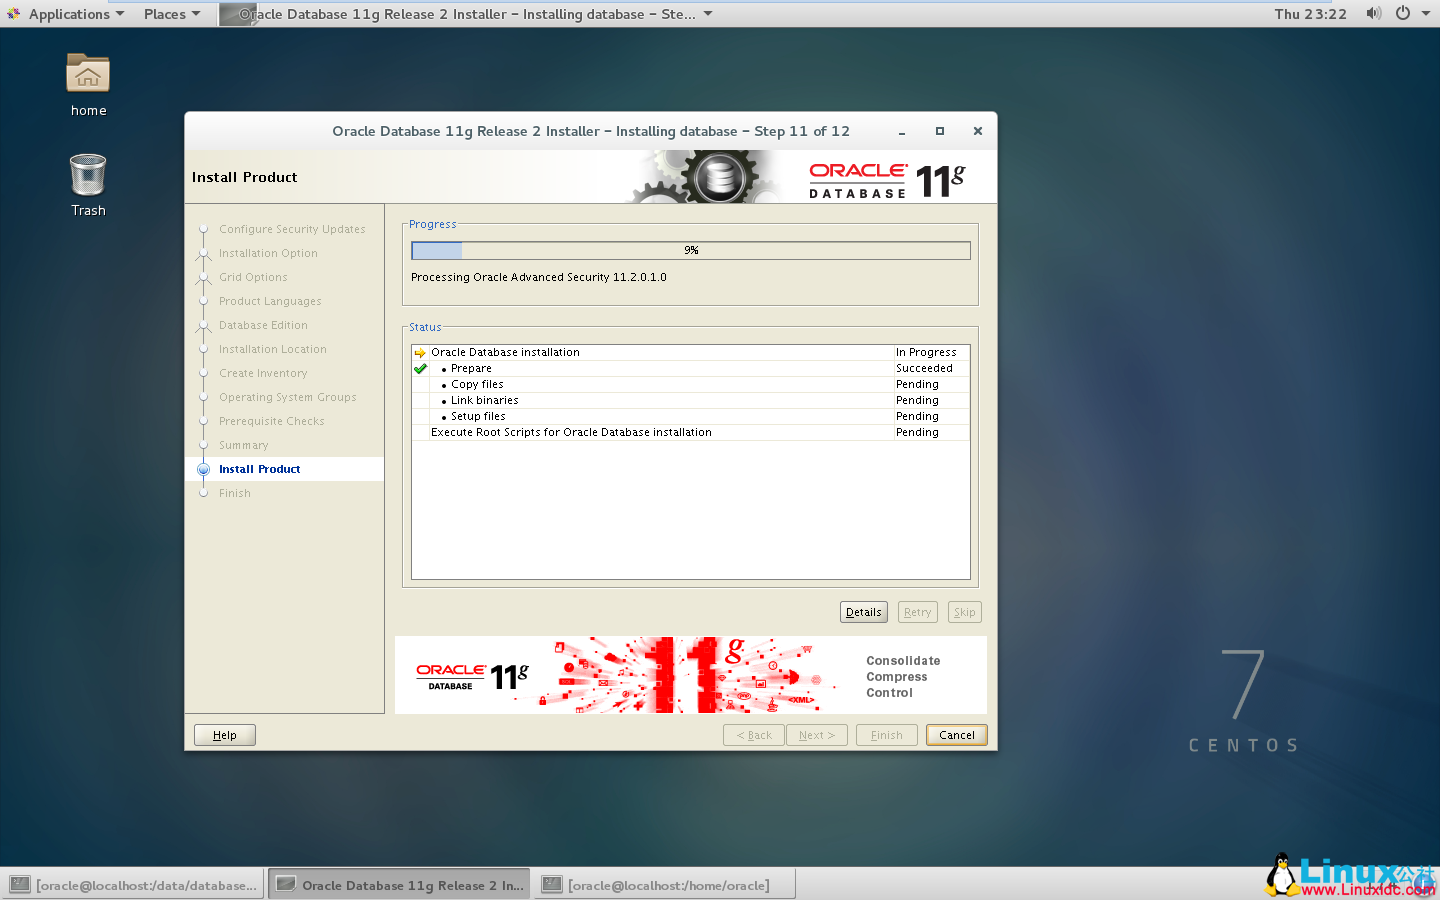 Applications
Places
Oracle Database 11g Release 2 Installer – Installing database – Ste...
Thu 23:22
home
Trash
Oracle Database 11g Release 2 Installer – Installing database – Step 11 of 12
Install Product
ORACLE
DATABASE
11g
Configure Security Updates
Installation Option
Grid Options
Product Languages
Database Edition
Installation Location
Create Inventory
Operating System Groups
Prerequisite Checks
Summary
Install Product
Finish
Progress
9%
Processing Oracle Advanced Security 11.2.0.1.0
Status
Oracle Database installation In Progress
• Prepare Succeeded
• Copy files Pending
• Link binaries Pending
• Setup files Pending
Execute Root Scripts for Oracle Database installation Pending
Details Retry Skip
ORACLE
DATABASE
11g
11g
<XML>
Consolidate
Compress
Control
Help
< Back Next > Finish Cancel
7
CENTOS
[oracle@localhost:/data/database...
Oracle Database 11g Release 2 In...
[oracle@localhost:/home/oracle]
Linux公社
www.Linuxidc.com